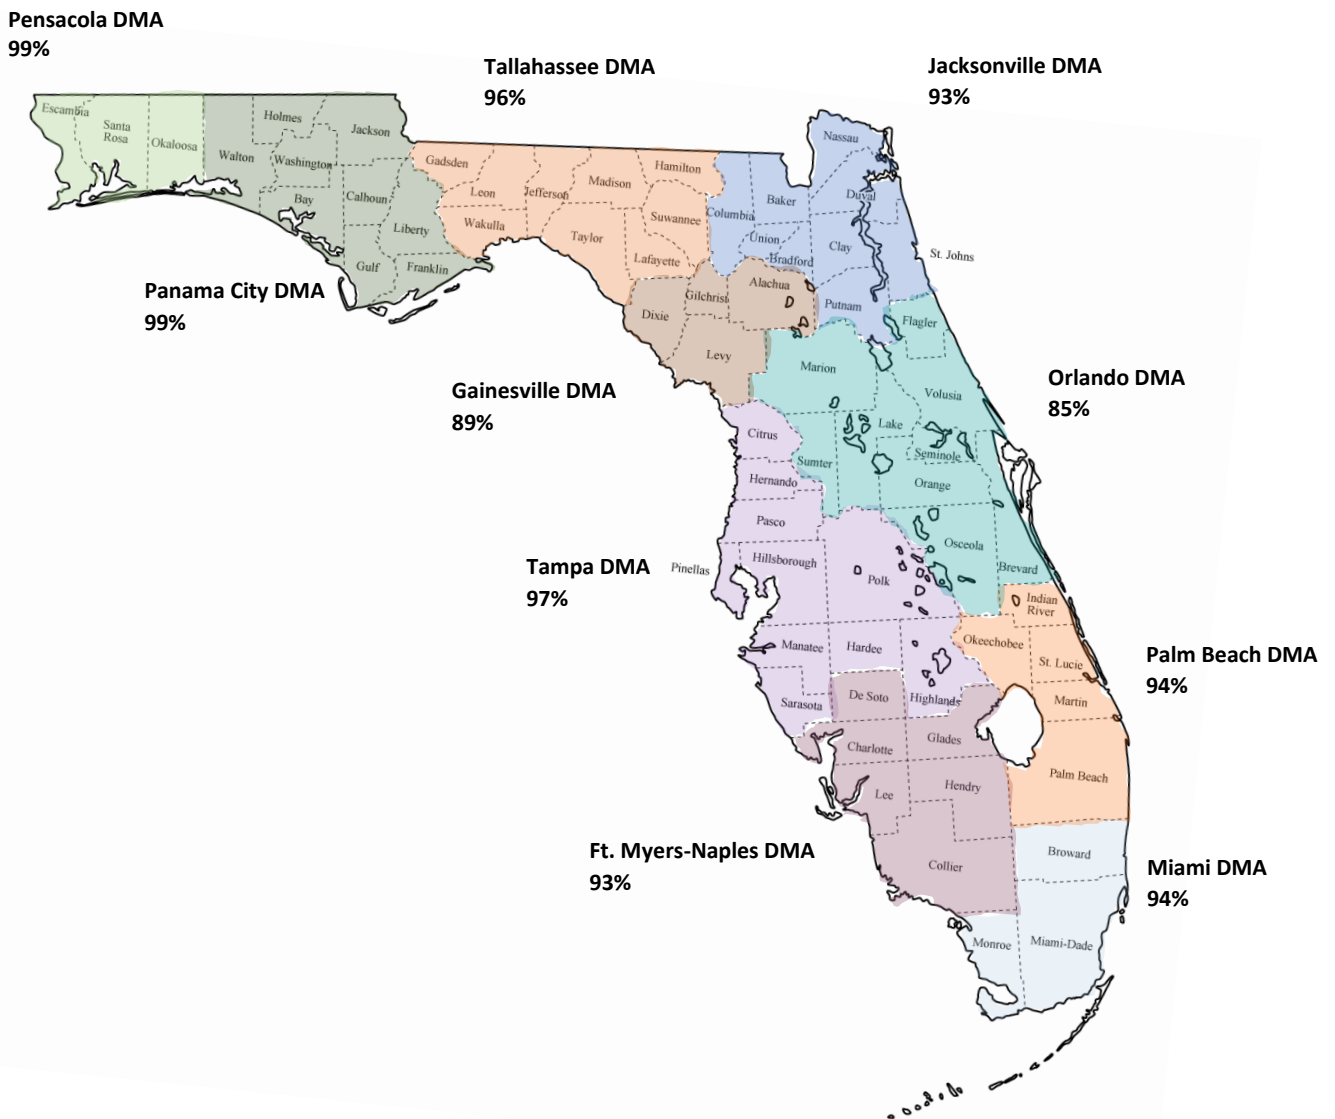 Pensacola DMA
99%
Tallahassee DMA
96%
Jacksonville DMA
93%
Escambia
Santa
Rosa
Okaloosa
Holmes
Jackson
Walton
Washington
Bay
Calhoun
Liberty
Gulf
Franklin
Panama City DMA
99%
Gadsden
Leon
Jefferson
Madison
Hamilton
Wakulla
Taylor
Suwannee
Lafayette
Nassau
Columbia
Baker
Duval
Union
Bradford
Clay
St. Johns
Putnam
Alachua
Gilchrist
Dixie
Levy
Gainesville DMA
89%
Flagler
Marion
Volusia
Orlando DMA
85%
Lake
Seminole
Sumter
Orange
Osceola
Brevard
Citrus
Hernando
Pasco
Hillsborough
Pinellas
Polk
Tampa DMA
97%
Manatee
Hardee
Sarasota
Highlands
Indian
River
Okeechobee
St. Lucie
Martin
Palm Beach
Palm Beach DMA
94%
De Soto
Charlotte
Glades
Lee
Hendry
Collier
Ft. Myers-Naples DMA
93%
Broward
Miami DMA
94%
Monroe
Miami-Dade